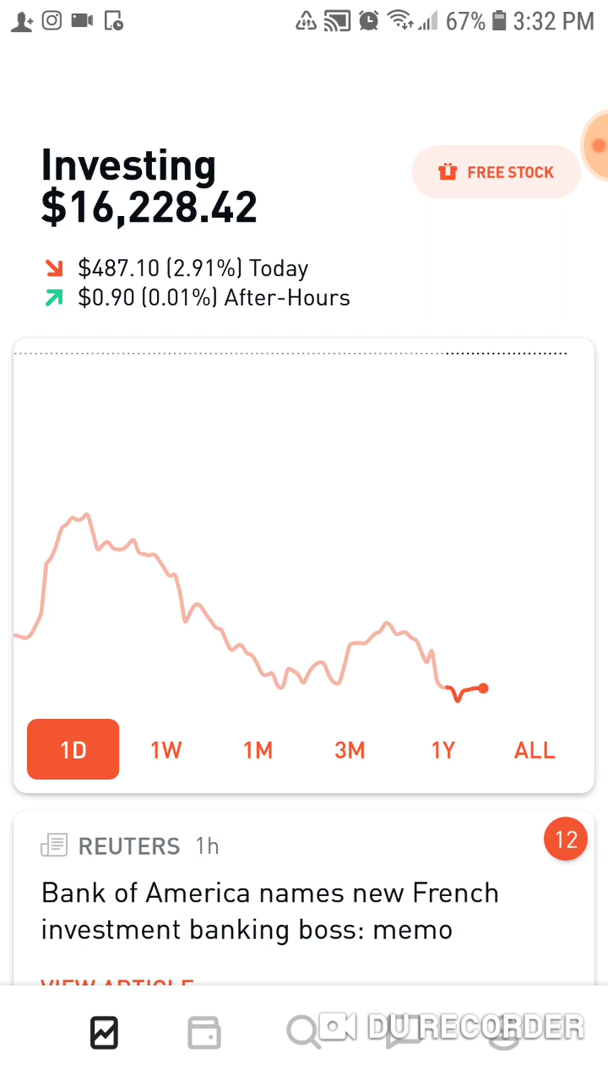 67% 3:32 PM
Investing
$16,228.42
FREE STOCK
$487.10 (2.91%) Today
$0.90 (0.01%) After-Hours
1D 1W 1M 3M 1Y ALL
REUTERS 1h
12
Bank of America names new French
investment banking boss: memo
VIEW ARTICLE
DU RECORDER